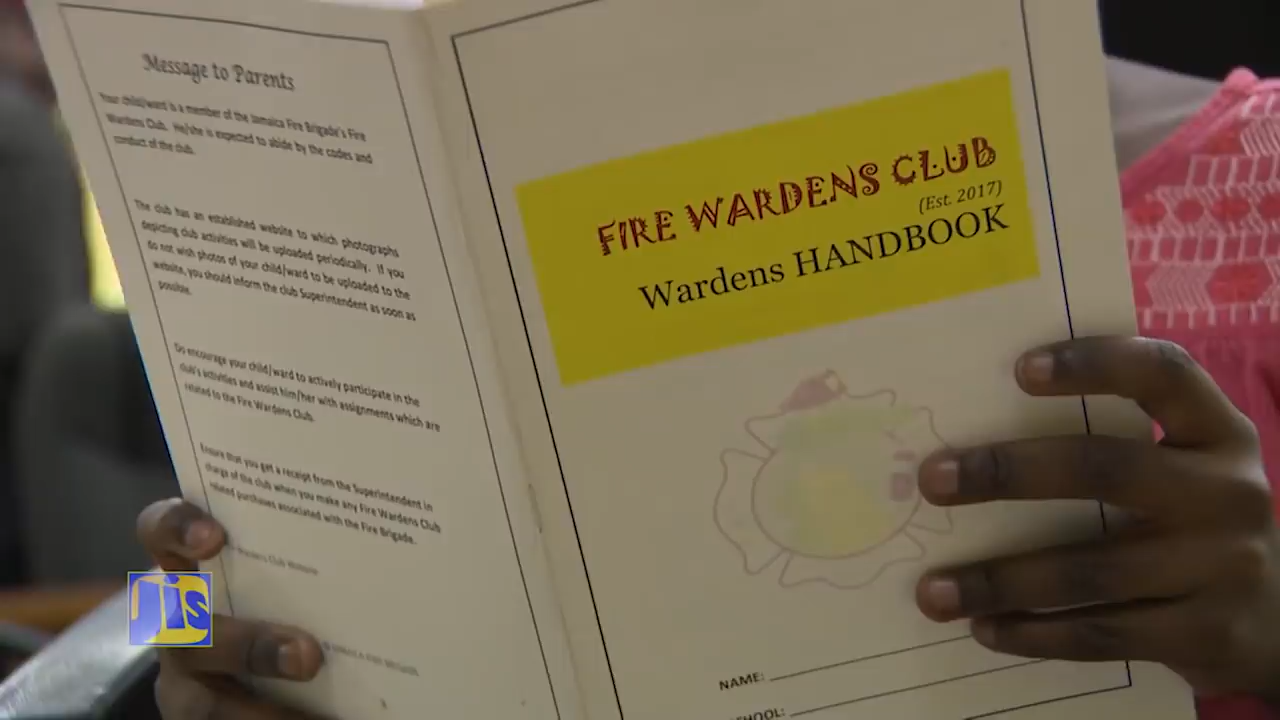 Message to Parents
Your child/ward is a member of the Jamaica Fire Brigade's Fire
Wardens Club. He/she is expected to abide by the codes and
conduct of the club.
The club has an established website to which photographs
depicting club activities will be uploaded periodically. If you
do not wish photos of your child/ward to be uploaded to the
website, you should inform the club Superintendent as soon as
possible.
Do encourage your child/ward to actively participate in the
club's activities and assist him/her with assignments which are
related to the Fire Wardens Club.
Ensure that you get a receipt from the Superintendent in
charge of the club when you make any Fire Wardens Club
related purchases associated with the Fire Brigade.
Wardens Club Website
JAMAICA FIRE BRIGADE
FIRE WARDENS CLUB
(Est. 2017)
Wardens HANDBOOK
NAME:
SCHOOL:
Jis